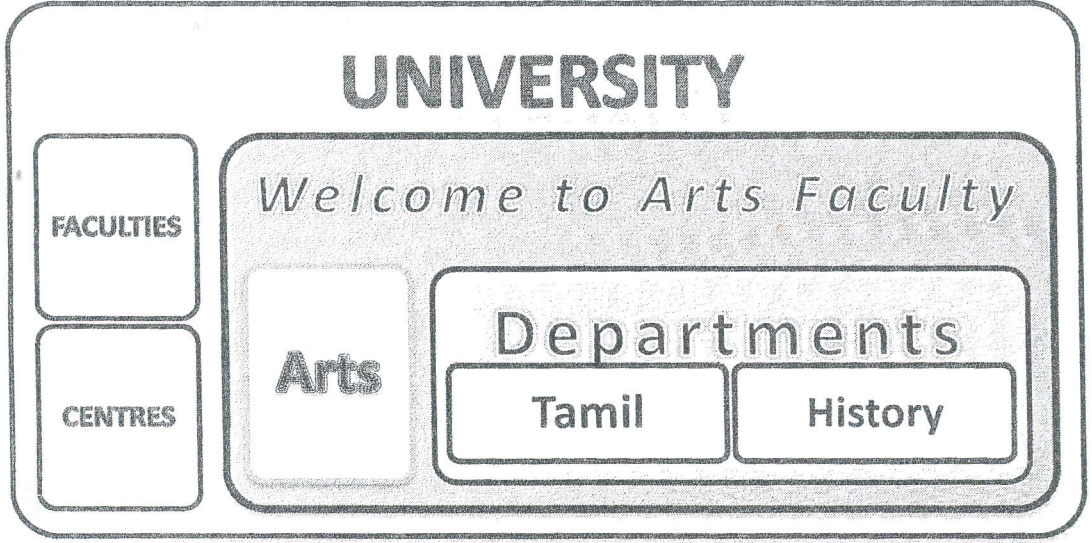 UNIVERSITY
FACULTIES
CENTRES
Welcome to Arts Faculty
Arts
Departments
Tamil
History